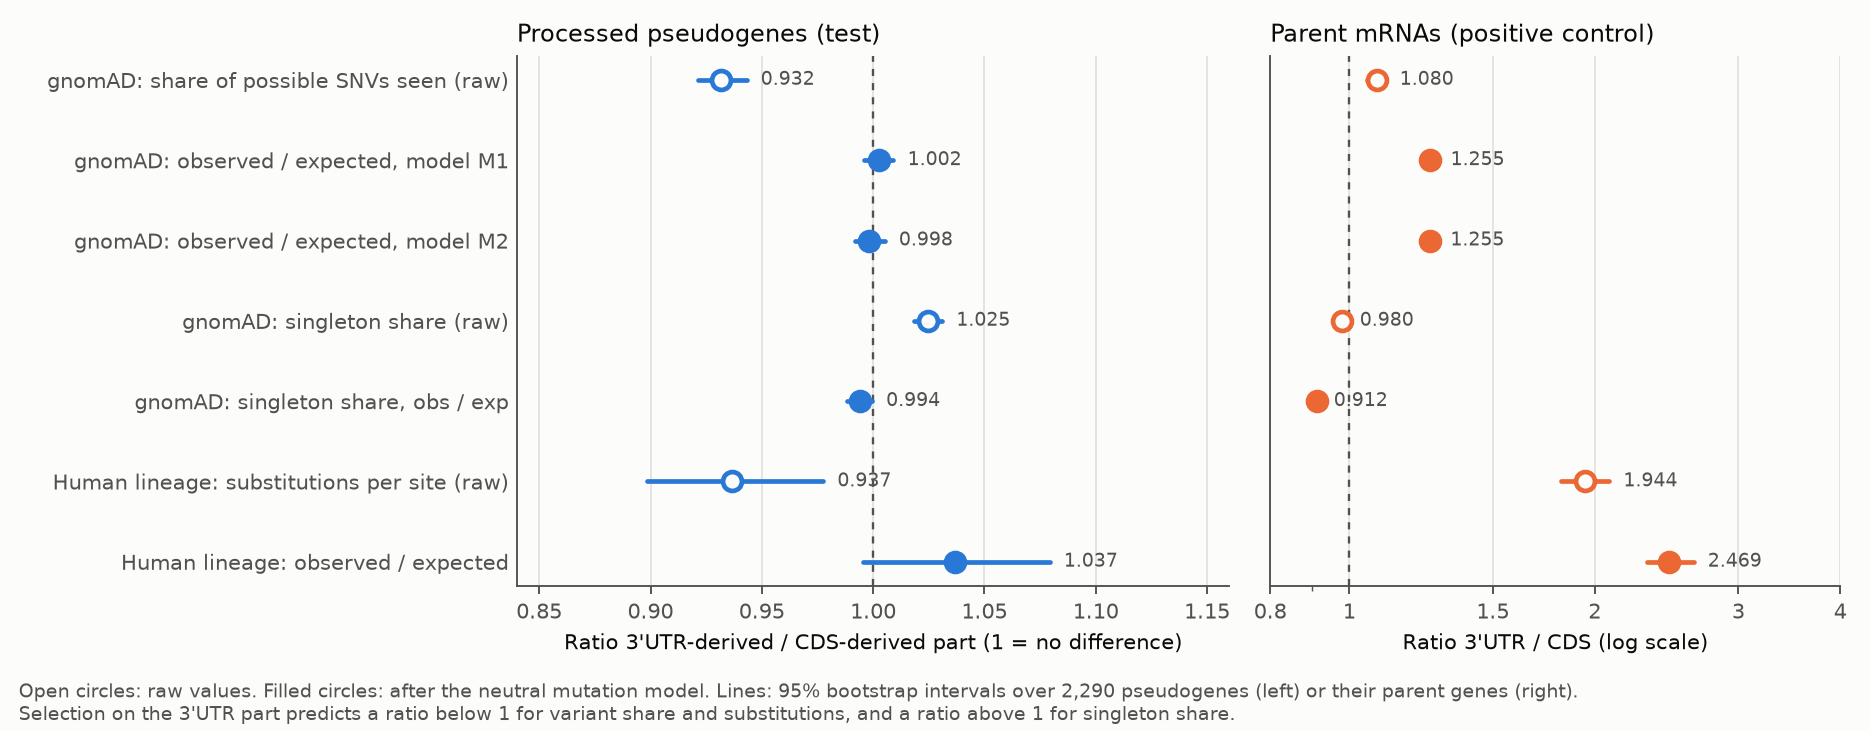 Processed pseudogenes (test)
Parent mRNAs (positive control)
gnomAD: share of possible SNVs seen (raw)
0.932
1.080
gnomAD: observed / expected, model M1
1.002
1.255
gnomAD: observed / expected, model M2
0.998
1.255
gnomAD: singleton share (raw)
1.025
0.980
gnomAD: singleton share, obs / exp
0.994
0.912
Human lineage: substitutions per site (raw)
0.937
1.944
Human lineage: observed / expected
1.037
2.469
0.85 0.90 0.95 1.00 1.05 1.10 1.15
0.8 1 1.5 2 3 4
Ratio 3'UTR-derived / CDS-derived part (1 = no difference)
Ratio 3'UTR / CDS (log scale)
Open circles: raw values. Filled circles: after the neutral mutation model. Lines: 95% bootstrap intervals over 2,290 pseudogenes (left) or their parent genes (right).
Selection on the 3'UTR part predicts a ratio below 1 for variant share and substitutions, and a ratio above 1 for singleton share.